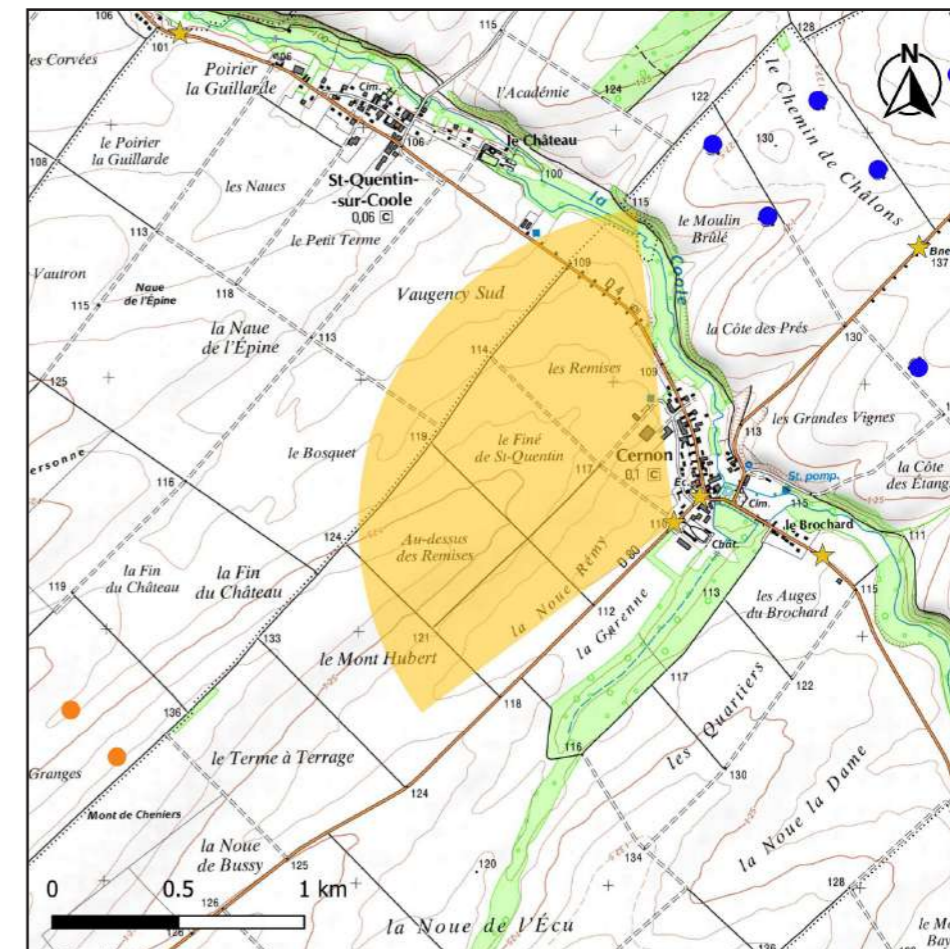 106
115
128
les Corvées
101
Poirier
la Guillarde
106
l'Académie
N
122
124
le Chemin de Châlons
130
Cim.
le Poirier
la Guillarde
106
le Château
108
100
les Naues
St-Quentin-
-sur-Coole
0,06 C
la
Coole
115
le Moulin
Brûlé
le Petit Terme
113
109
Bne
137
Vautron
Naue
de l'Épine
118
115
Vaugency Sud
D 4
la Côte des Prés
la Naue
de l'Épine
113
130
114
les Remises
109
125
les Grandes Vignes
119
le Finé
de St-Quentin
le Bosquet
113
117
Cernon
0,1 C
Éc.
la Côte
des Étang
St. pomp.
116
115
Cim.
le Brochard
124
Au-dessus
des Remises
Chât.
111
D 80
la Fin
du Château
la Fin
du Château
119
la Noue Rémy
112
la Garenne
113
les Auges
du Brochard
115
121
133
le Mont Hubert
117
122
118
136
les Quartiers
116
Granges
le Terme à Terrage
130
124
Mont de Cheniers
la Noue la Dame
la Noue
de Bussy
125
134
120
0
0.5
1 km
126
128
la Noue de l'Écu